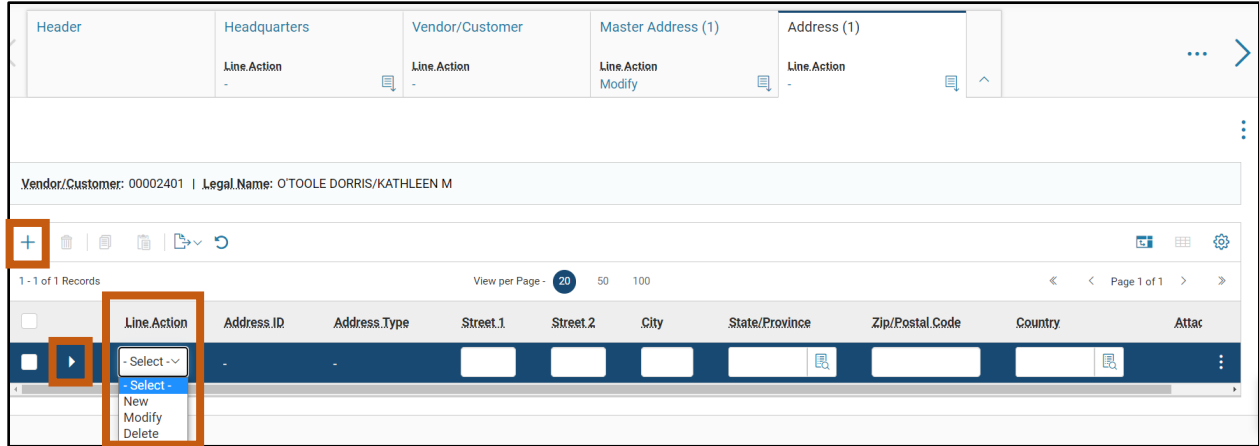 Header Headquarters Vendor/Customer Master Address (1) Address (1)
Line Action Line Action Line Action Line Action
- - Modify -
Vendor/Customer: 00002401 | Legal Name: O'TOOLE DORRIS/KATHLEEN M
1 - 1 of 1 Records View per Page - 20 50 100 Page 1 of 1
Line Action Address ID Address Type Street 1 Street 2 City State/Province Zip/Postal Code Country Attac
- Select - - -
- Select -
New
Modify
Delete